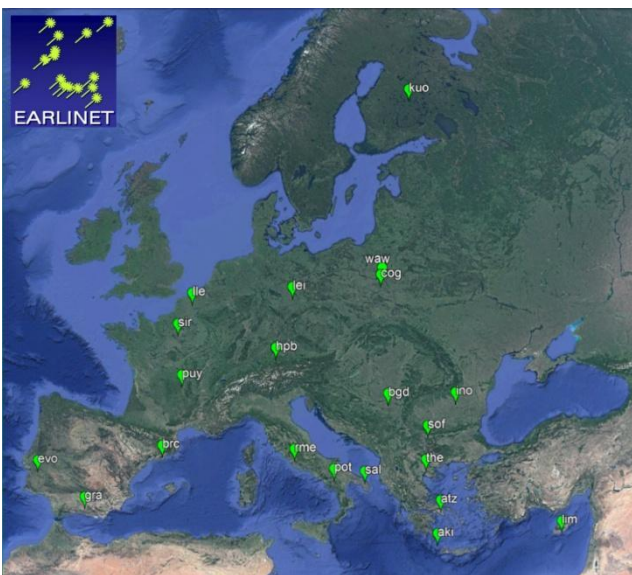 EARLINET
kuo
waw
cog
lei
lle
sir
hpb
puy
bgd
ino
sof
brc
rme
the
evo
pot
sal
gra
atz
aki
lim